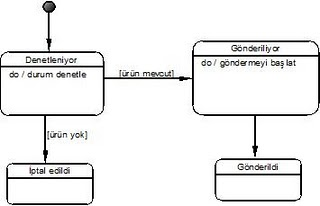 Denetleniyor
do / durum denetle
Gönderiliyor
do / göndermeyi başlat
[ürün mevcut]
[ürün yok]
İptal edildi
Gönderildi